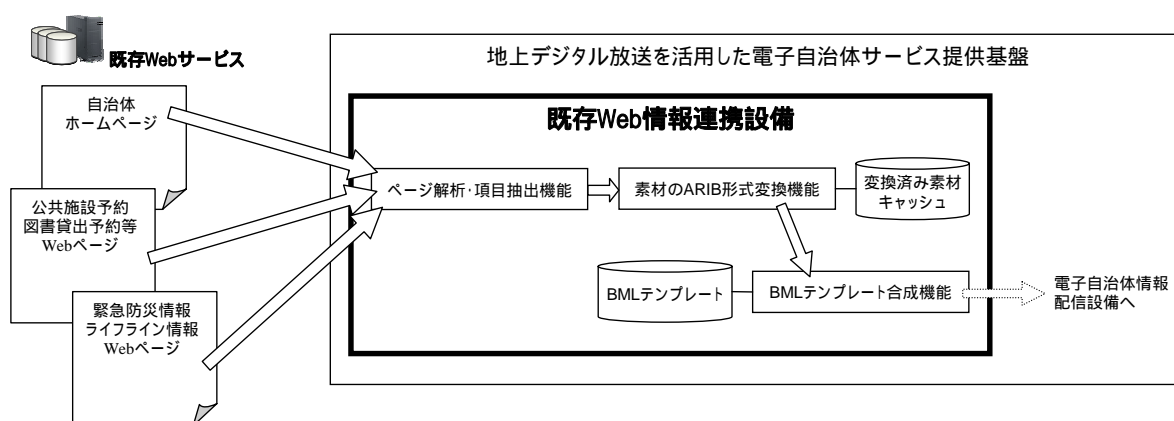 既存Webサービス
地上デジタル放送を活用した電子自治体サービス提供基盤
自治体
ホームページ
既存Web情報連携設備
ページ解析・項目抽出機能
素材のARIB形式変換機能
変換済み素材
キャッシュ
公共施設予約
図書貸出予約等
Webページ
BMLテンプレート
BMLテンプレート合成機能
電子自治体情報
配信設備へ
緊急防災情報
ライフライン情報
Webページ